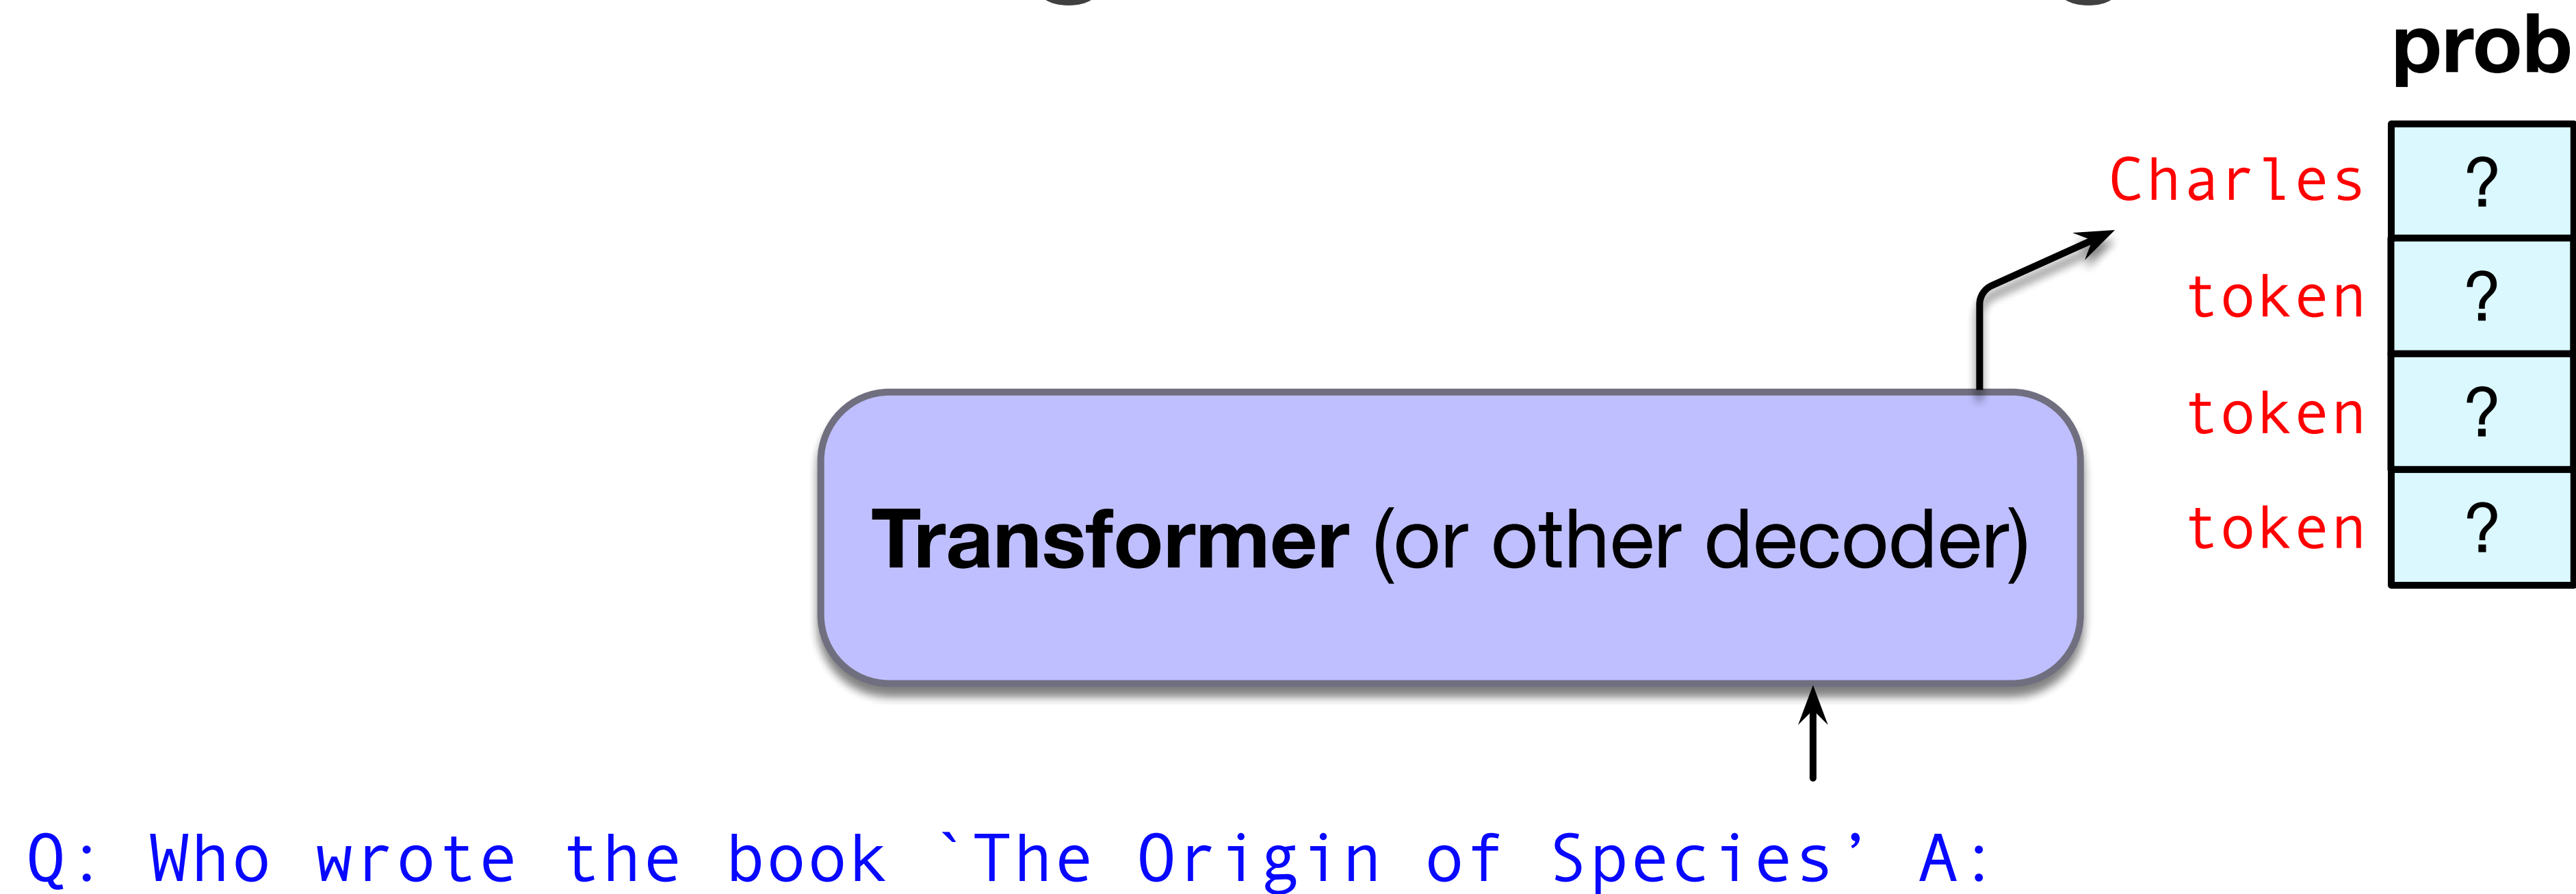 prob
Charles ?
token ?
token ?
token ?
Transformer (or other decoder)
Q: Who wrote the book `The Origin of Species’ A: